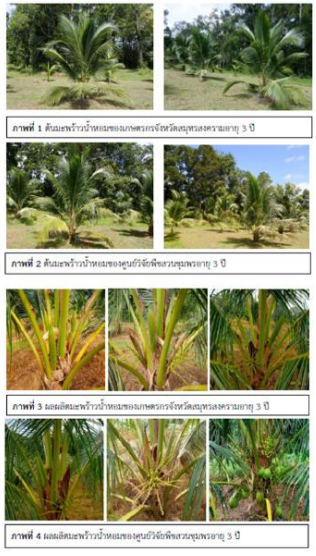 ภาพที่ 1 ต้นมะพร้าวน้ำหอมของเกษตรกรจังหวัดสมุทรสงครามอายุ 3 ปี
ภาพที่ 2 ต้นมะพร้าวน้ำหอมของศูนย์วิจัยพืชสวนชุมพรอายุ 3 ปี
ภาพที่ 3 ผลผลิตมะพร้าวน้ำหอมของเกษตรกรจังหวัดสมุทรสงครามอายุ 3 ปี
ภาพที่ 4 ผลผลิตมะพร้าวน้ำหอมของศูนย์วิจัยพืชสวนชุมพรอายุ 3 ปี